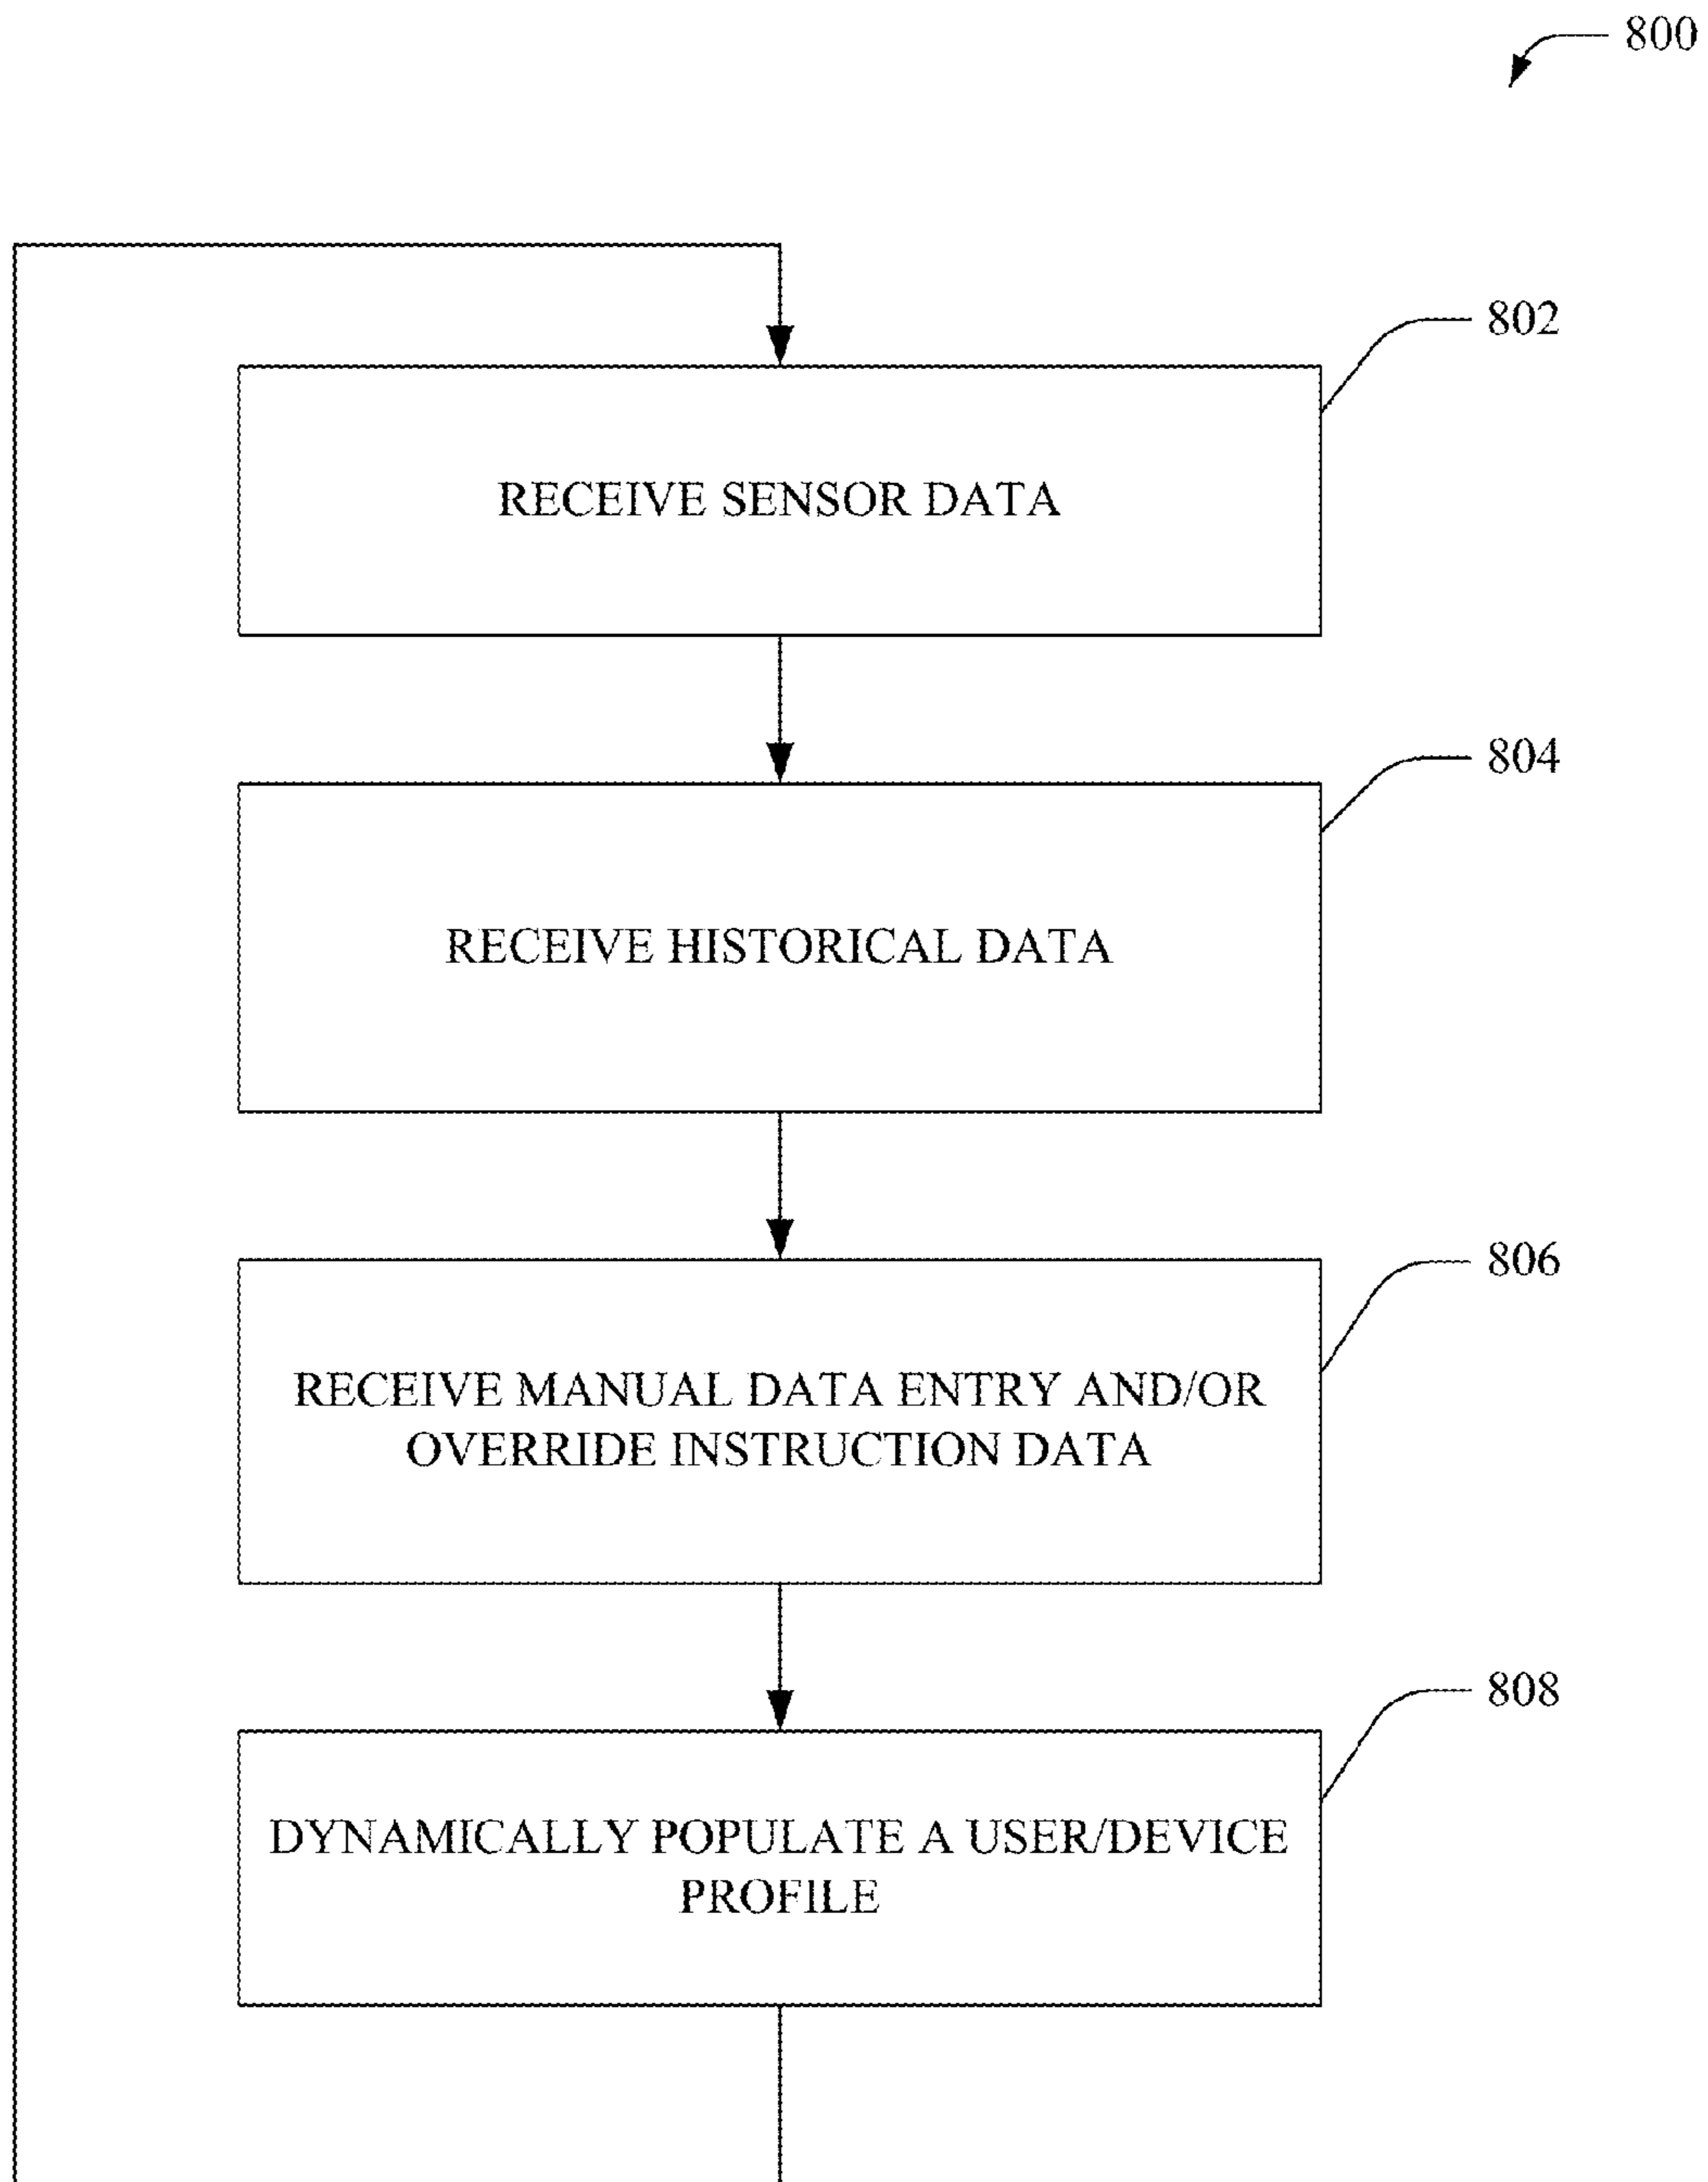 800
802
RECEIVE SENSOR DATA
804
RECEIVE HISTORICAL DATA
806
RECEIVE MANUAL DATA ENTRY AND/OR
OVERRIDE INSTRUCTION DATA
808
DYNAMICALLY POPULATE A USER/DEVICE
PROFILE